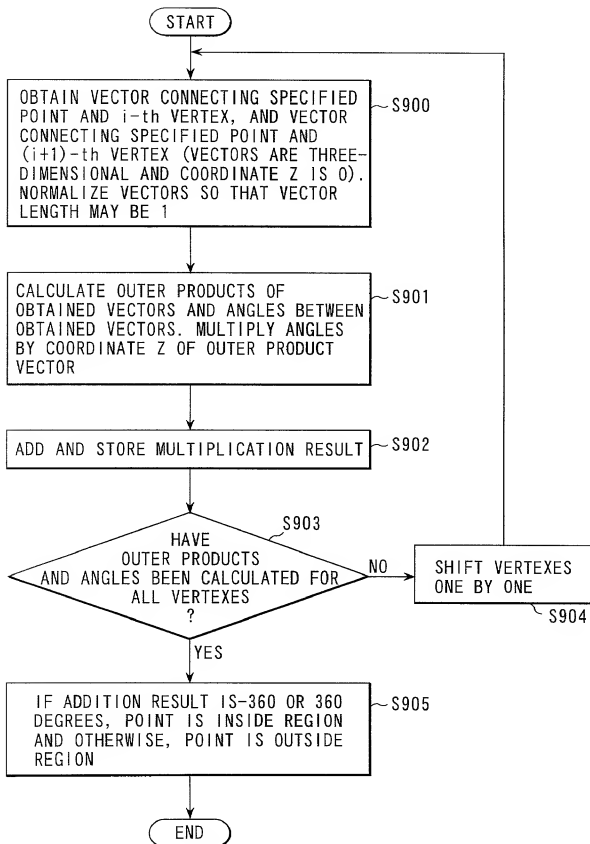 START
OBTAIN VECTOR CONNECTING SPECIFIED
POINT AND i-th VERTEX, AND VECTOR
CONNECTING SPECIFIED POINT AND
(i+1)-th VERTEX (VECTORS ARE THREE-
DIMENSIONAL AND COORDINATE Z IS 0).
NORMALIZE VECTORS SO THAT VECTOR
LENGTH MAY BE 1
S900
CALCULATE OUTER PRODUCTS OF
OBTAINED VECTORS AND ANGLES BETWEEN
OBTAINED VECTORS. MULTIPLY ANGLES
BY COORDINATE Z OF OUTER PRODUCT
VECTOR
S901
ADD AND STORE MULTIPLICATION RESULT
S902
S903
HAVE
OUTER PRODUCTS
AND ANGLES BEEN CALCULATED FOR
ALL VERTEXES
?
NO
SHIFT VERTEXES
ONE BY ONE
S904
YES
IF ADDITION RESULT IS-360 OR 360
DEGREES, POINT IS INSIDE REGION
AND OTHERWISE, POINT IS OUTSIDE
REGION
S905
END